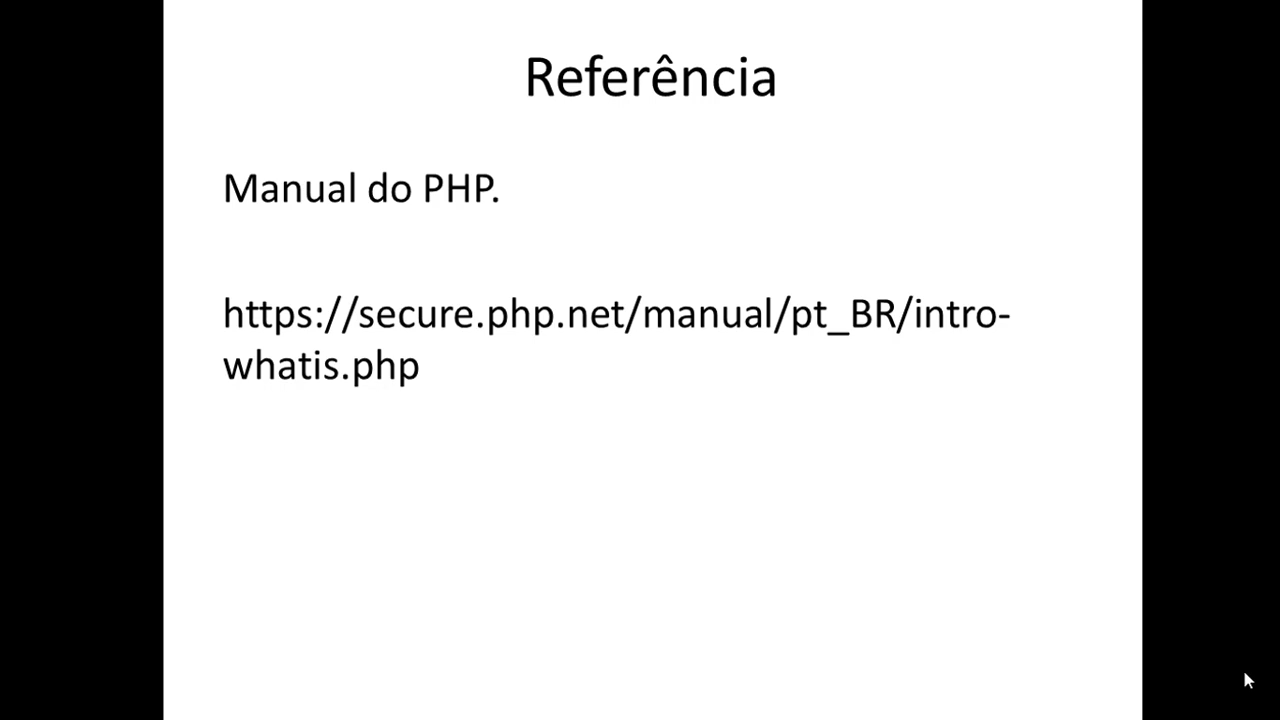 Referência
Manual do PHP.
https://secure.php.net/manual/pt_BR/intro-
whatis.php